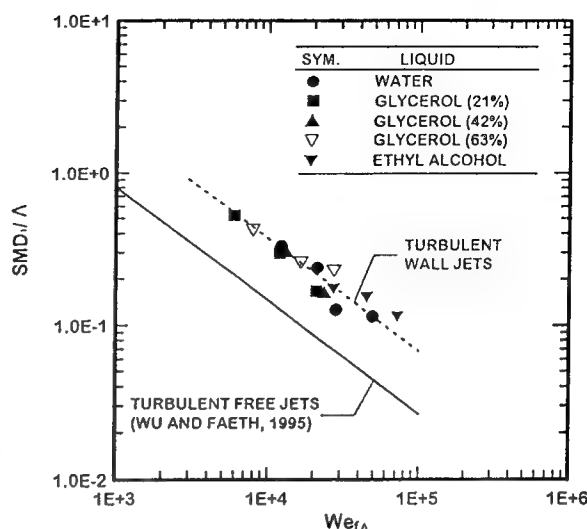 1.0E+1
SYM. LIQUID
WATER
GLYCEROL (21%)
GLYCEROL (42%)
GLYCEROL (63%)
ETHYL ALCOHOL
1.0E+0
SMDᵢ / Λ
TURBULENT
WALL JETS
1.0E-1
TURBULENT FREE JETS
(WU AND FAETH, 1995)
1.0E-2
1E+3 1E+4 1E+5 1E+6
WefΛ